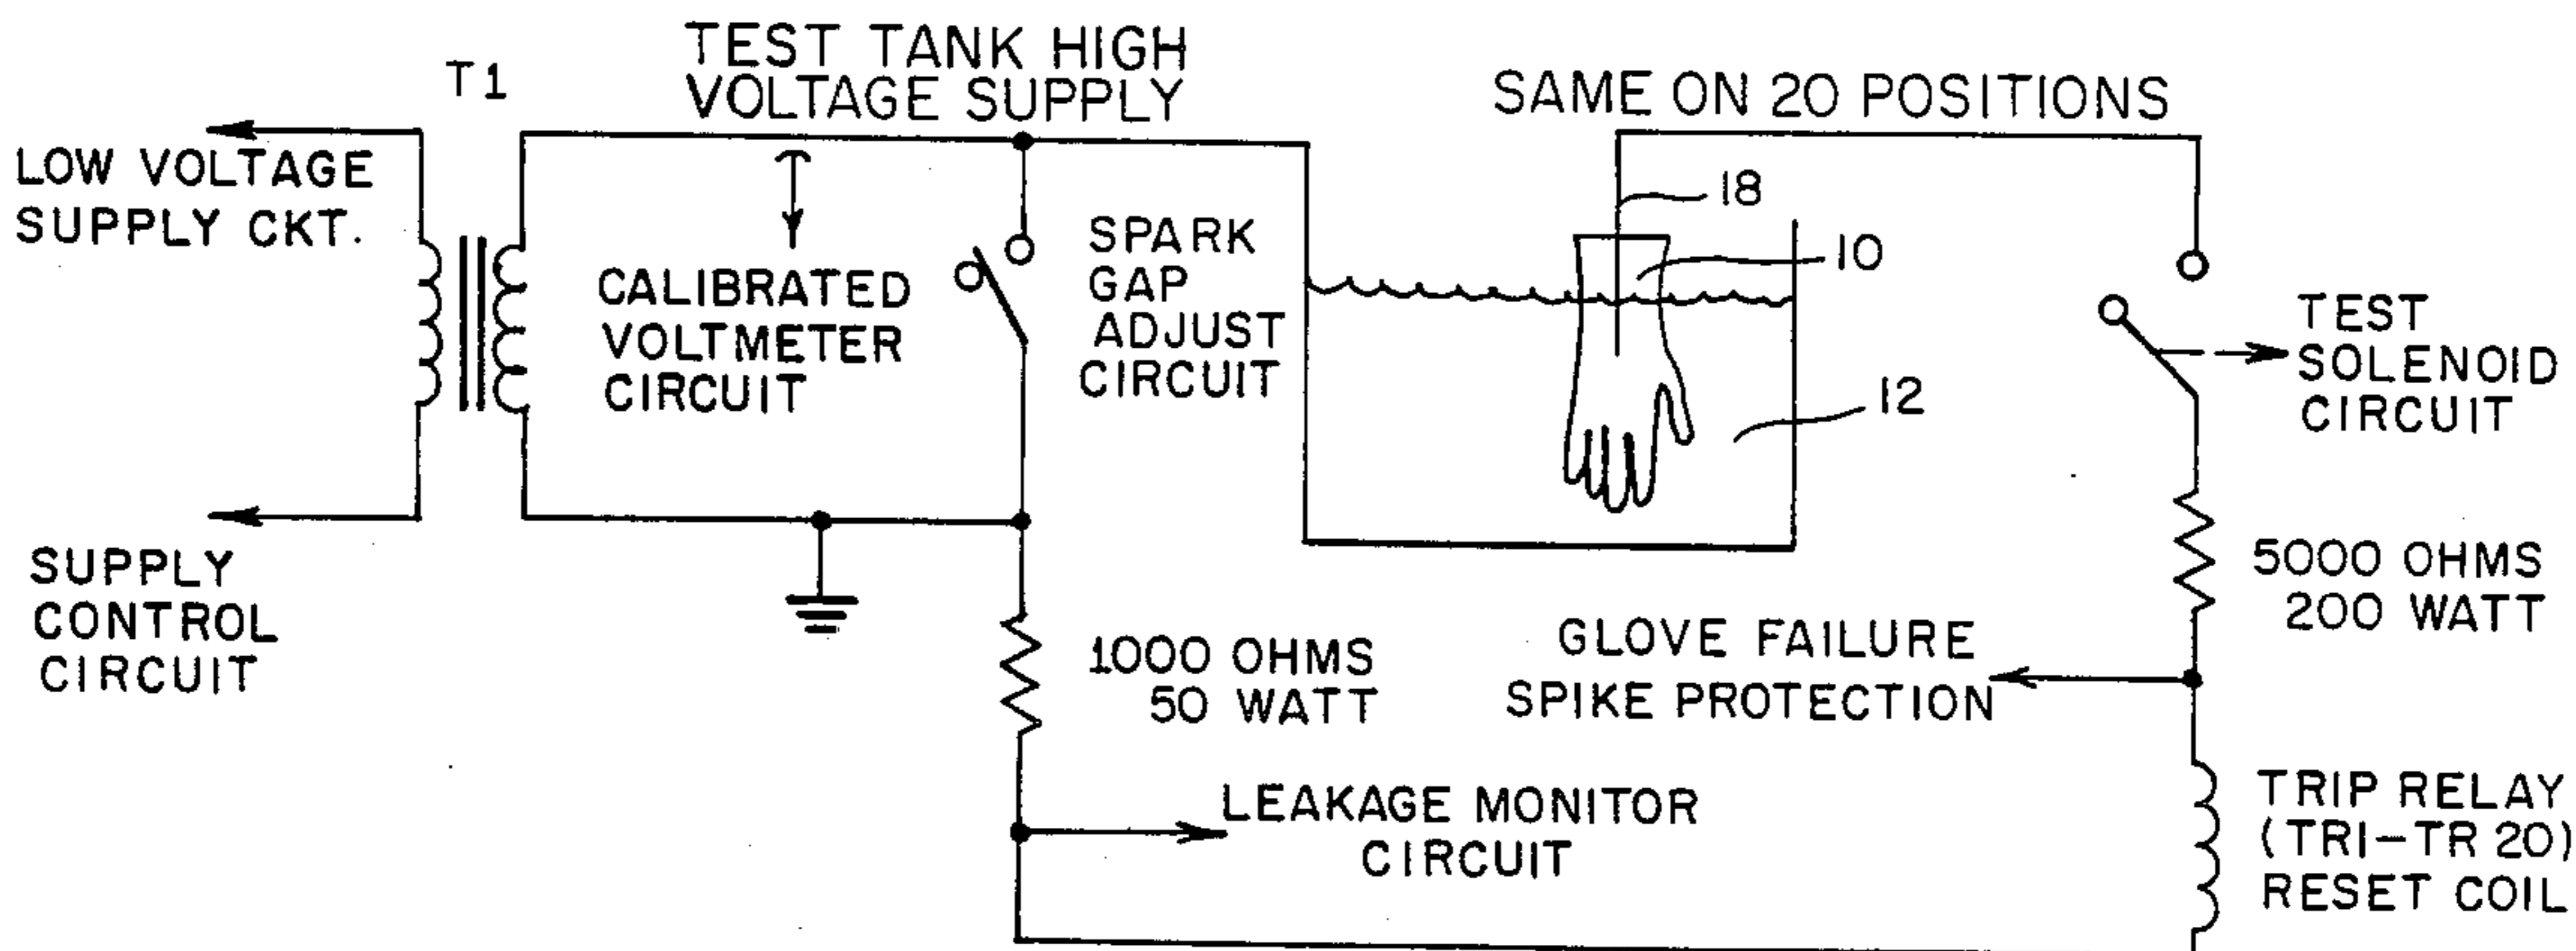 T1
TEST TANK HIGH
VOLTAGE SUPPLY
SAME ON 20 POSITIONS
LOW VOLTAGE
SUPPLY CKT.
18
CALIBRATED
VOLTMETER
CIRCUIT
SPARK
GAP
ADJUST
CIRCUIT
10
12
TEST
SOLENOID
CIRCUIT
SUPPLY
CONTROL
CIRCUIT
1000 OHMS
50 WATT
5000 OHMS
200 WATT
GLOVE FAILURE
SPIKE PROTECTION
LEAKAGE MONITOR
CIRCUIT
TRIP RELAY
(TR1-TR 20)
RESET COIL